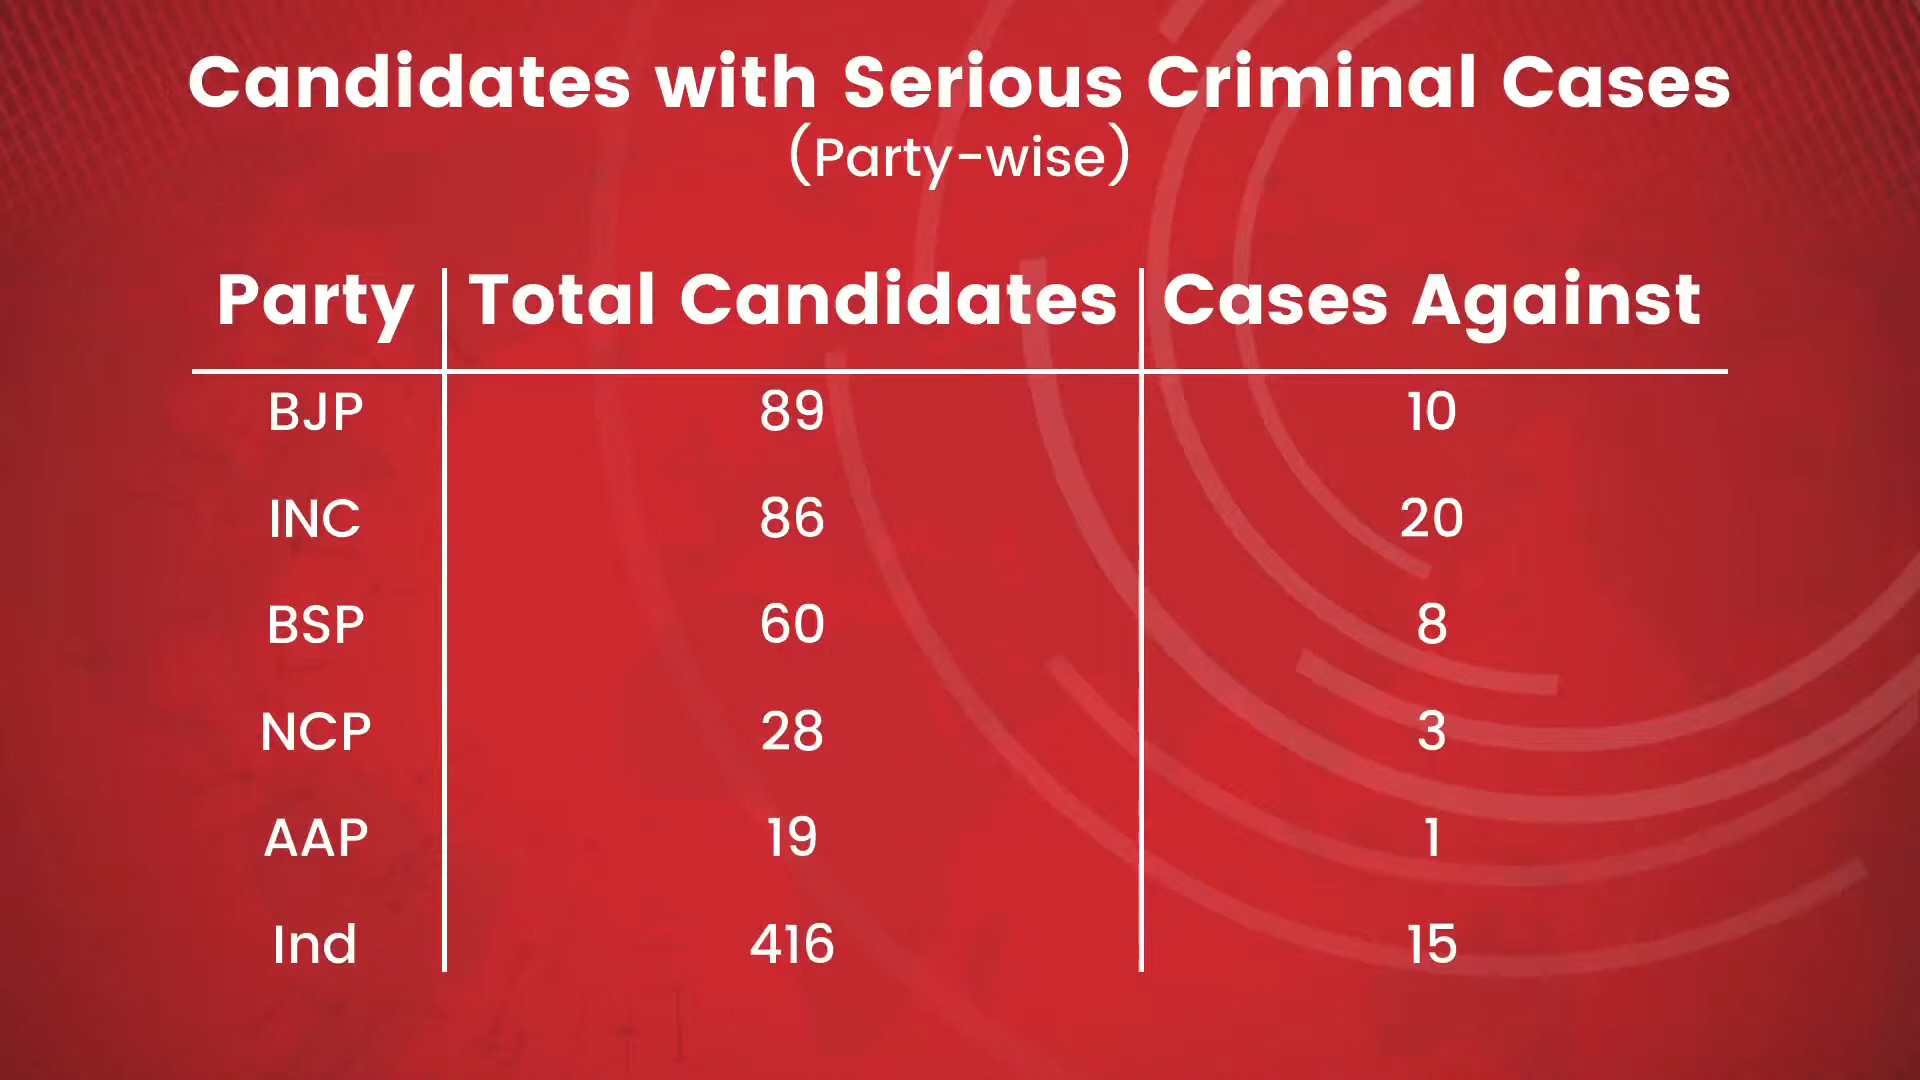 Candidates with Serious Criminal Cases
(Party-wise)
Party Total Candidates Cases Against
BJP 89 10
INC 86 20
BSP 60 8
NCP 28 3
AAP 19 1
Ind 416 15